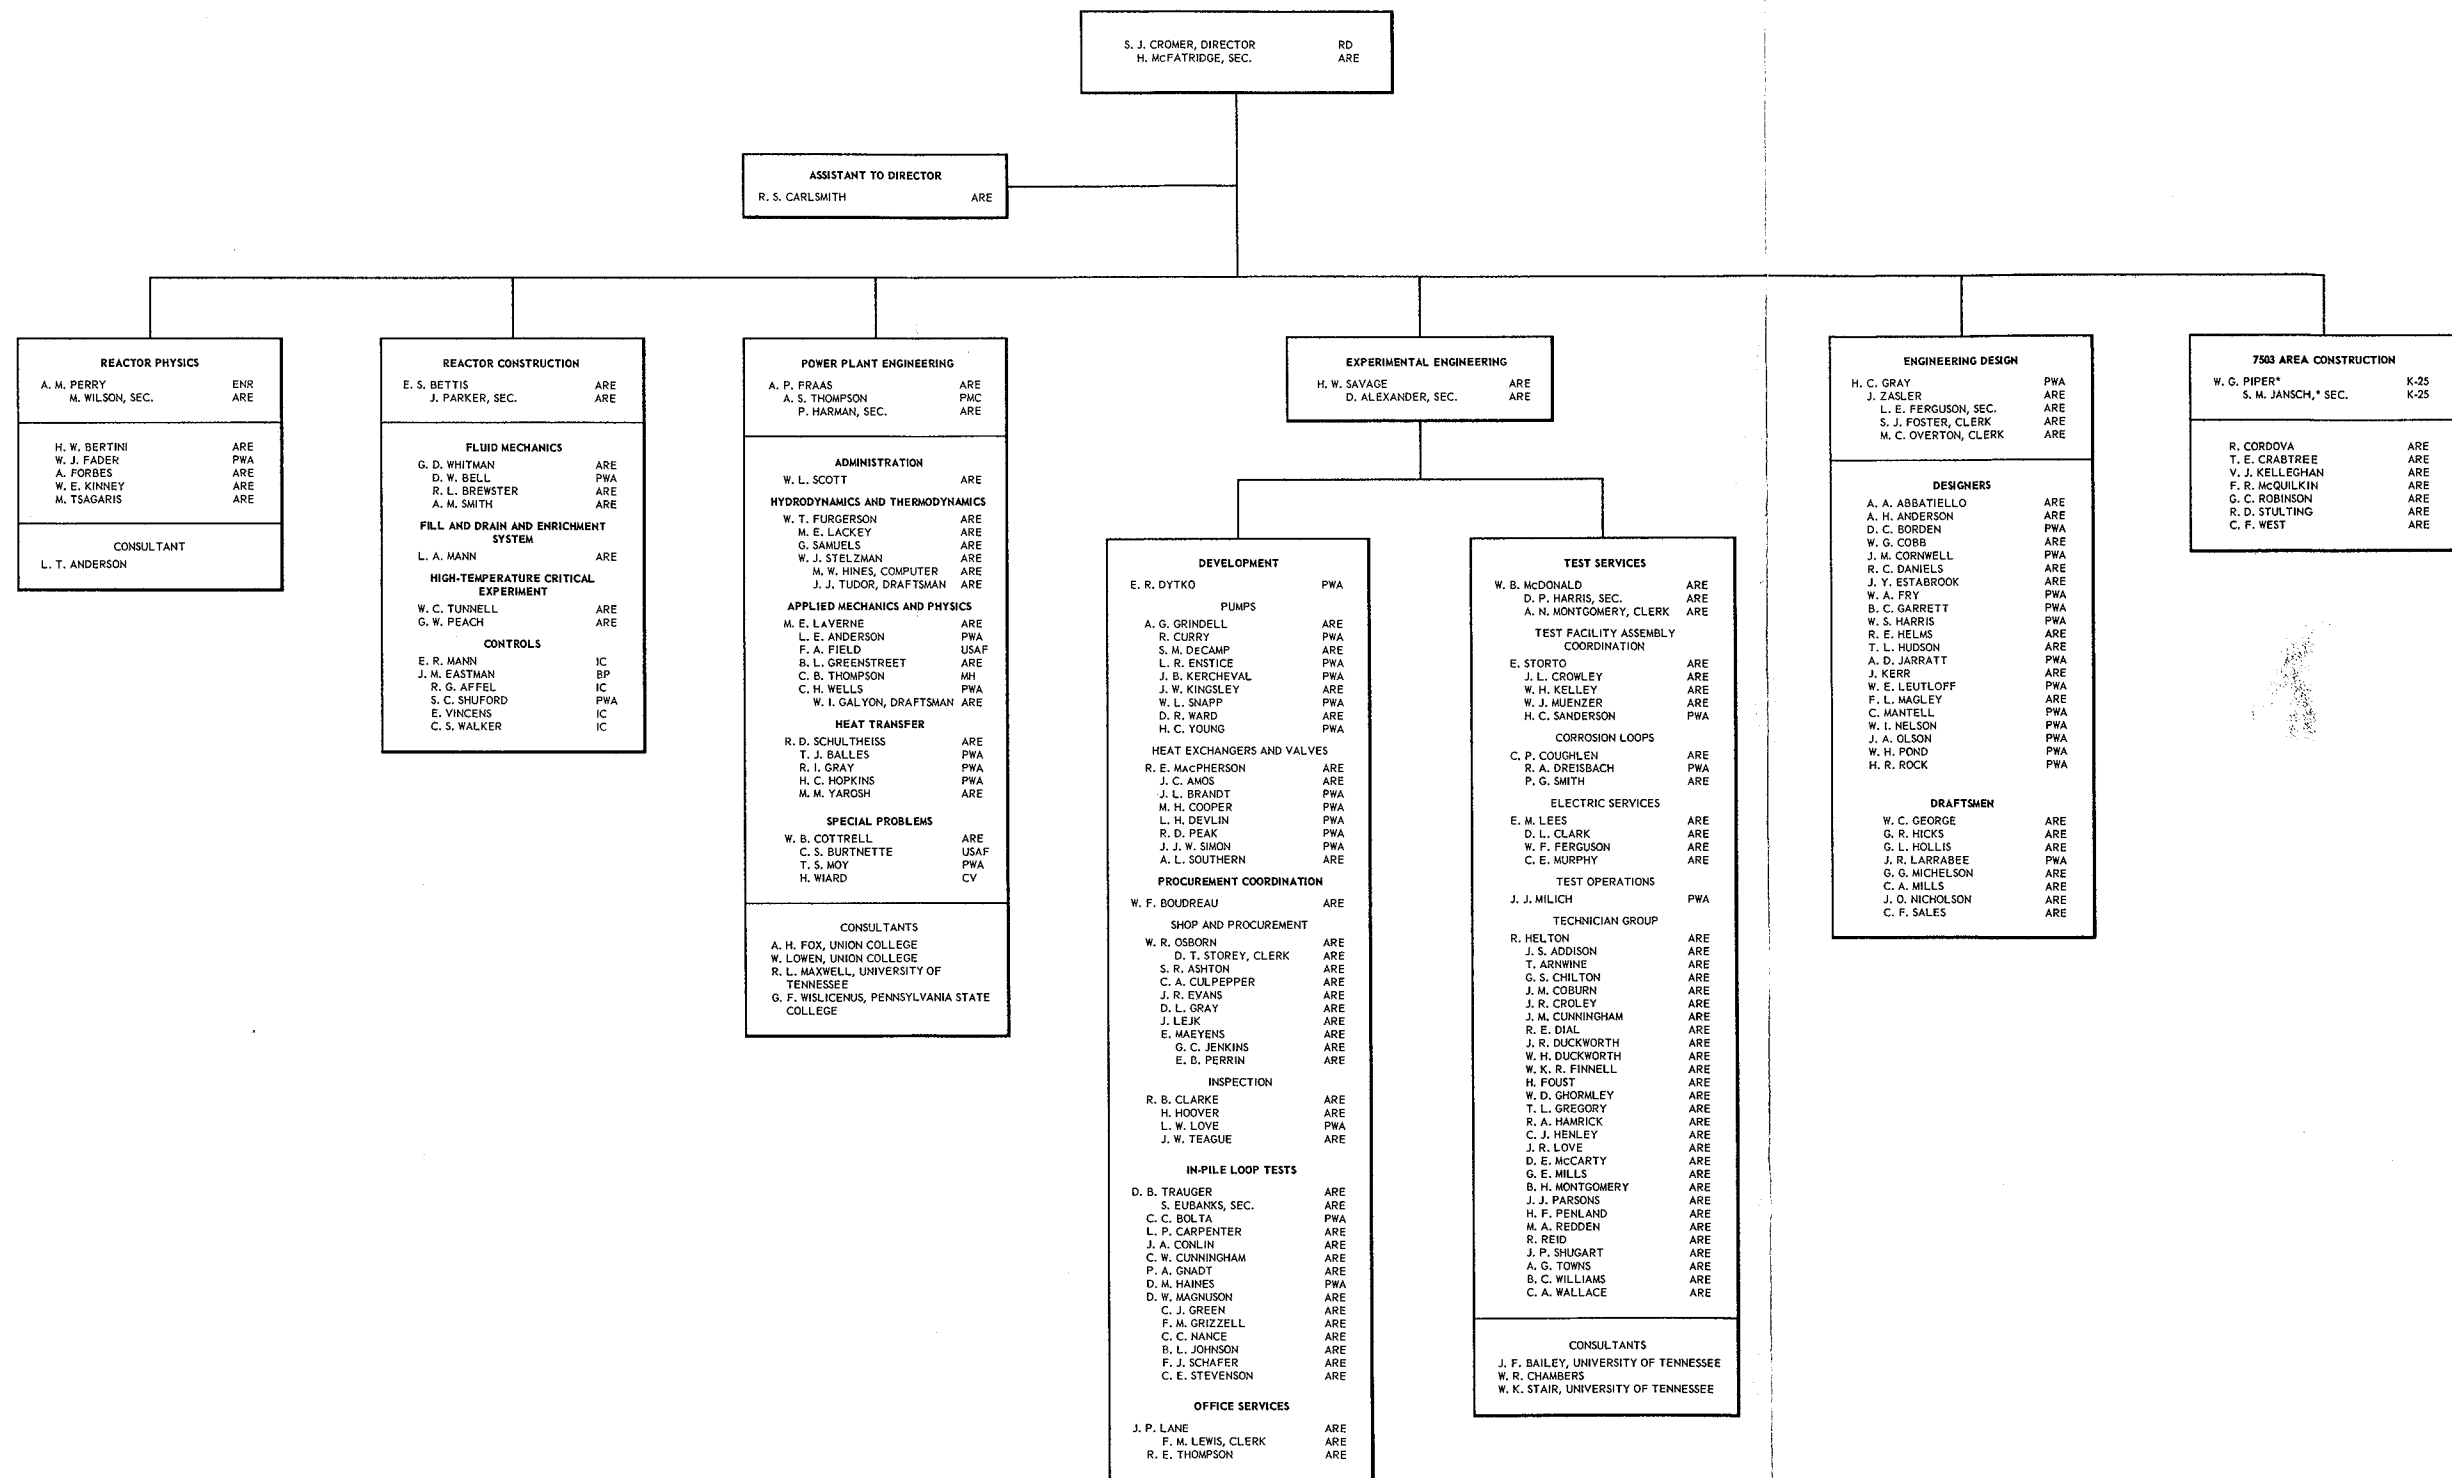 S. J. CROMER, DIRECTOR RD
H. McFATRIDGE, SEC. ARE
ASSISTANT TO DIRECTOR
R. S. CARLSMITH ARE
REACTOR PHYSICS
A. M. PERRY ENR
M. WILSON, SEC. ARE
H. W. BERTINI ARE
W. J. FADER PWA
A. FORBES ARE
W. E. KINNEY ARE
M. TSAGARIS ARE
CONSULTANT
L. T. ANDERSON
REACTOR CONSTRUCTION
E. S. BETTIS ARE
J. PARKER, SEC. ARE
FLUID MECHANICS
G. D. WHITMAN ARE
D. W. BELL PWA
R. L. BREWSTER ARE
A. M. SMITH ARE
FILL AND DRAIN AND ENRICHMENT
SYSTEM
L. A. MANN ARE
HIGH-TEMPERATURE CRITICAL
EXPERIMENT
W. C. TUNNELL ARE
G. W. PEACH ARE
CONTROLS
E. R. MANN IC
J. M. EASTMAN BP
R. G. AFFEL IC
S. C. SHUFORD PWA
E. VINCENS IC
C. S. WALKER IC
POWER PLANT ENGINEERING
A. P. FRAAS ARE
A. S. THOMPSON PMC
P. HARMAN, SEC. ARE
ADMINISTRATION
W. L. SCOTT ARE
HYDRODYNAMICS AND THERMODYNAMICS
W. T. FURGERSON ARE
M. E. LACKEY ARE
G. SAMUELS ARE
W. J. STELZMAN ARE
M. W. HINES, COMPUTER ARE
J. J. TUDOR, DRAFTSMAN ARE
APPLIED MECHANICS AND PHYSICS
M. E. LAVERNE ARE
L. E. ANDERSON PWA
F. A. FIELD USAF
B. L. GREENSTREET ARE
C. B. THOMPSON MH
C. H. WELLS PWA
W. I. GALYON, DRAFTSMAN ARE
HEAT TRANSFER
R. D. SCHULTHEISS ARE
T. J. BALLES PWA
R. I. GRAY PWA
H. C. HOPKINS PWA
M. M. YAROSH ARE
SPECIAL PROBLEMS
W. B. COTTRELL ARE
C. S. BURTNETTE USAF
T. S. MOY PWA
H. WIARD CV
CONSULTANTS
A. H. FOX, UNION COLLEGE
W. LOWEN, UNION COLLEGE
R. L. MAXWELL, UNIVERSITY OF
TENNESSEE
G. F. WISLICENUS, PENNSYLVANIA STATE
COLLEGE
EXPERIMENTAL ENGINEERING
H. W. SAVAGE ARE
D. ALEXANDER, SEC. ARE
DEVELOPMENT
E. R. DYTKO PWA
PUMPS
A. G. GRINDELL ARE
R. CURRY PWA
S. M. DeCAMP ARE
L. R. ENSTICE PWA
J. B. KERCHEVAL PWA
J. W. KINGSLEY ARE
W. L. SNAPP PWA
D. R. WARD ARE
H. C. YOUNG PWA
HEAT EXCHANGERS AND VALVES
R. E. MacPHERSON ARE
J. C. AMOS ARE
J. L. BRANDT PWA
M. H. COOPER PWA
L. H. DEVLIN PWA
R. D. PEAK PWA
J. J. W. SIMON PWA
A. L. SOUTHERN ARE
PROCUREMENT COORDINATION
W. F. BOUDREAU ARE
SHOP AND PROCUREMENT
W. R. OSBORN ARE
D. T. STOREY, CLERK ARE
S. R. ASHTON ARE
C. A. CULPEPPER ARE
J. R. EVANS ARE
D. L. GRAY ARE
J. LEJK ARE
E. MAEYENS ARE
G. C. JENKINS ARE
E. B. PERRIN ARE
INSPECTION
R. B. CLARKE ARE
H. HOOVER ARE
L. W. LOVE PWA
J. W. TEAGUE ARE
IN-PILE LOOP TESTS
D. B. TRAUGER ARE
S. EUBANKS, SEC. ARE
C. C. BOLTA PWA
L. P. CARPENTER ARE
J. A. CONLIN ARE
C. W. CUNNINGHAM ARE
P. A. GNADT ARE
D. M. HAINES PWA
D. W. MAGNUSON ARE
C. J. GREEN ARE
F. M. GRIZZELL ARE
C. C. NANCE ARE
B. L. JOHNSON ARE
F. J. SCHAFER ARE
C. E. STEVENSON ARE
OFFICE SERVICES
J. P. LANE ARE
F. M. LEWIS, CLERK ARE
R. E. THOMPSON ARE
TEST SERVICES
W. B. McDONALD ARE
D. P. HARRIS, SEC. ARE
A. N. MONTGOMERY, CLERK ARE
TEST FACILITY ASSEMBLY
COORDINATION
E. STORTO ARE
J. L. CROWLEY ARE
W. H. KELLEY ARE
W. J. MUENZER ARE
H. C. SANDERSON PWA
CORROSION LOOPS
C. P. COUGHLEN ARE
R. A. DREISBACH PWA
P. G. SMITH ARE
ELECTRIC SERVICES
E. M. LEES ARE
D. L. CLARK ARE
W. F. FERGUSON ARE
C. E. MURPHY ARE
TEST OPERATIONS
J. J. MILICH PWA
TECHNICIAN GROUP
R. HELTON ARE
J. S. ADDISON ARE
T. ARNWINE ARE
G. S. CHILTON ARE
J. M. COBURN ARE
J. R. CROLEY ARE
J. M. CUNNINGHAM ARE
R. E. DIAL ARE
J. R. DUCKWORTH ARE
W. H. DUCKWORTH ARE
W. K. R. FINNELL ARE
H. FOUST ARE
W. D. GHORMLEY ARE
T. L. GREGORY ARE
R. A. HAMRICK ARE
C. J. HENLEY ARE
J. R. LOVE ARE
D. E. McCARTY ARE
G. E. MILLS ARE
B. H. MONTGOMERY ARE
J. J. PARSONS ARE
H. F. PENLAND ARE
M. A. REDDEN ARE
R. REID ARE
J. P. SHUGART ARE
A. G. TOWNS ARE
B. C. WILLIAMS ARE
C. A. WALLACE ARE
CONSULTANTS
J. F. BAILEY, UNIVERSITY OF TENNESSEE
W. R. CHAMBERS
W. K. STAIR, UNIVERSITY OF TENNESSEE
ENGINEERING DESIGN
H. C. GRAY PWA
J. ZASLER ARE
L. E. FERGUSON, SEC. ARE
S. J. FOSTER, CLERK ARE
M. C. OVERTON, CLERK ARE
DESIGNERS
A. A. ABBATIELLO ARE
A. H. ANDERSON ARE
D. C. BORDEN PWA
W. G. COBB ARE
J. M. CORNWELL PWA
R. C. DANIELS ARE
J. Y. ESTABROOK ARE
W. A. FRY PWA
B. C. GARRETT PWA
W. S. HARRIS PWA
R. E. HELMS ARE
T. L. HUDSON ARE
A. D. JARRATT PWA
J. KERR ARE
W. E. LEUTLOFF PWA
F. L. MAGLEY ARE
C. MANTELL PWA
W. I. NELSON PWA
J. A. OLSON PWA
W. H. POND PWA
H. R. ROCK PWA
DRAFTSMEN
W. C. GEORGE ARE
G. R. HICKS ARE
G. L. HOLLIS ARE
J. R. LARRABEE PWA
G. G. MICHELSON ARE
C. A. MILLS ARE
J. O. NICHOLSON ARE
C. F. SALES ARE
7503 AREA CONSTRUCTION
W. G. PIPER* K-25
S. M. JANSCH,* SEC. K-25
R. CORDOVA ARE
T. E. CRABTREE ARE
V. J. KELLEGHAN ARE
F. R. McQUILKIN ARE
G. C. ROBINSON ARE
R. D. STULTING ARE
C. F. WEST ARE